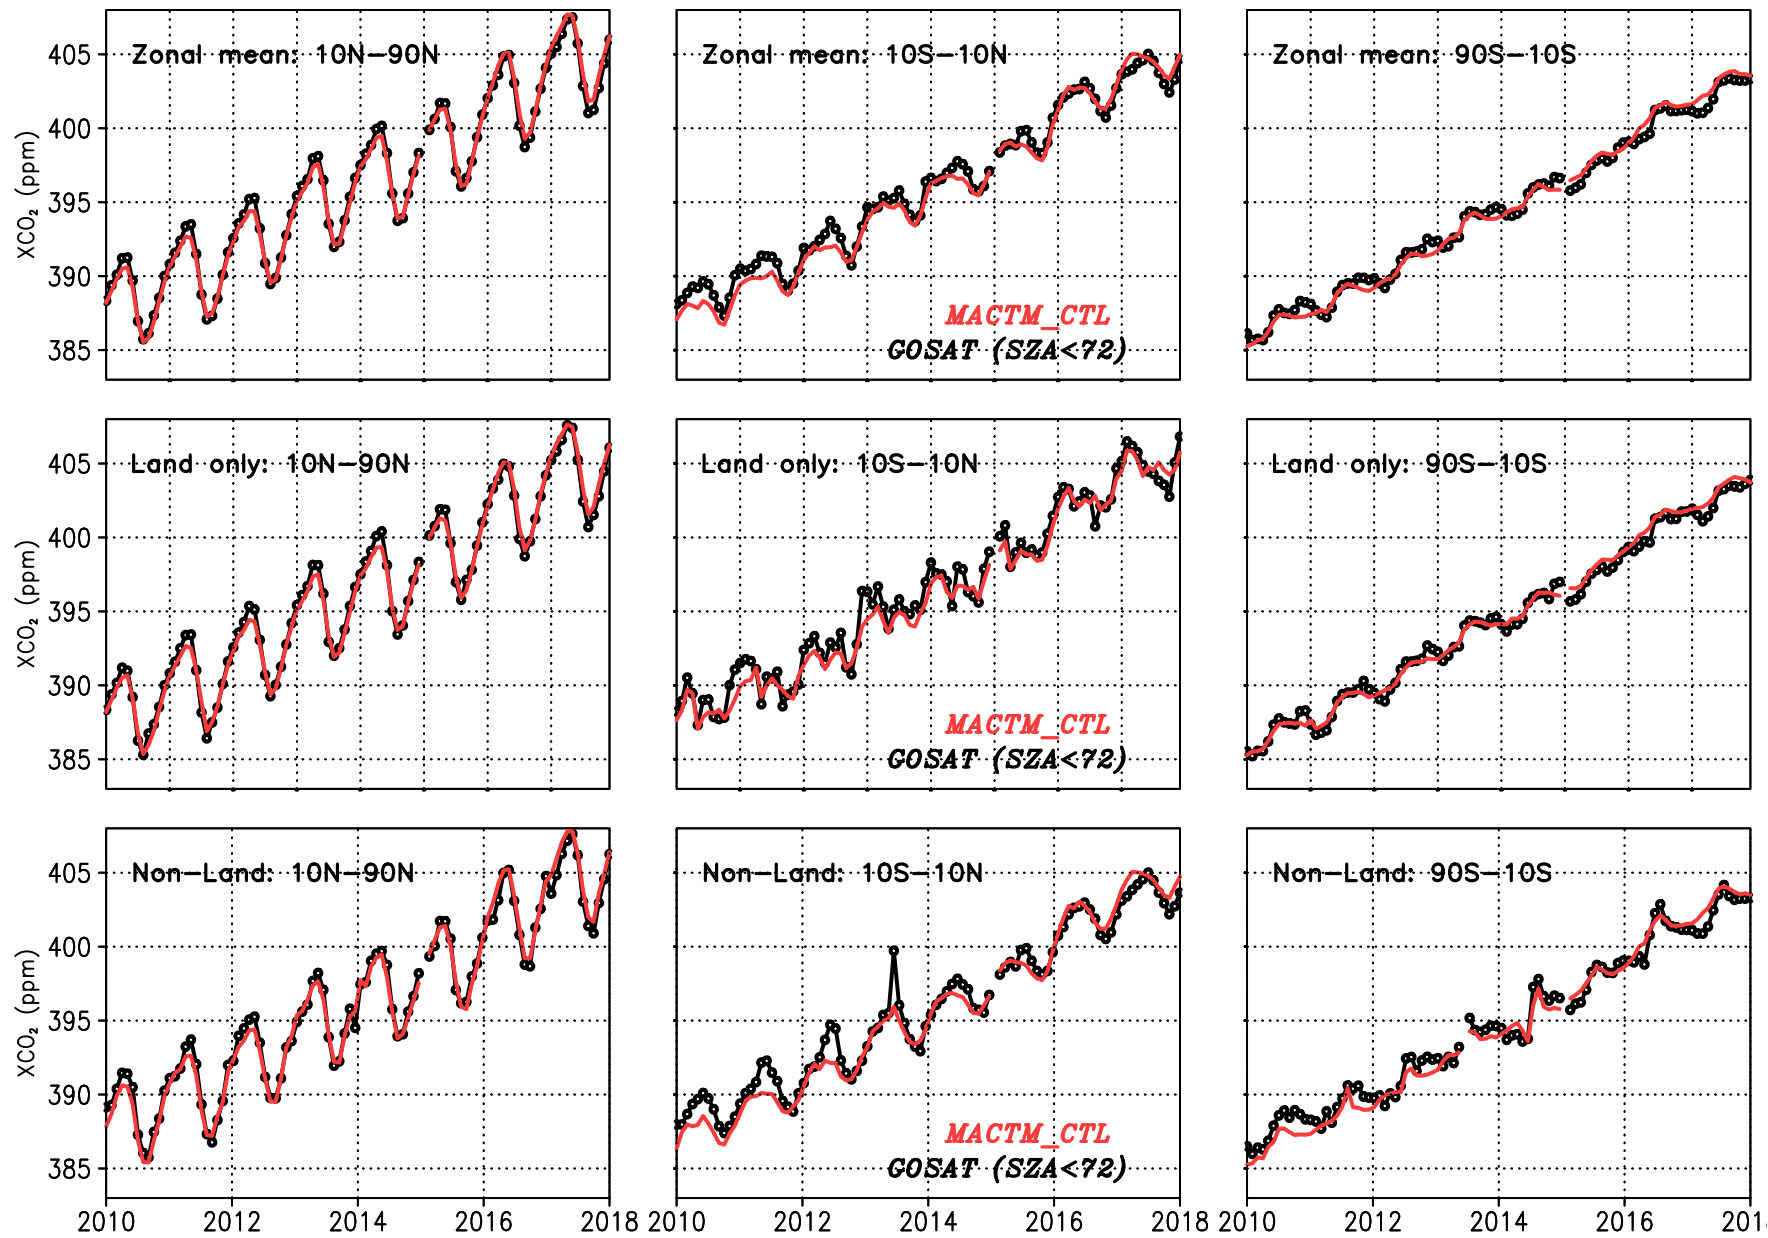 Zonal mean: 10N−90N
Zonal mean: 10S−10N
Zonal mean: 90S−10S
405
400
395
390
385
XCO₂ (ppm)
MACTM_CTL
GOSAT (SZA<72)
Land only: 10N−90N
Land only: 10S−10N
Land only: 90S−10S
405
400
395
390
385
XCO₂ (ppm)
MACTM_CTL
GOSAT (SZA<72)
Non−Land: 10N−90N
Non−Land: 10S−10N
Non−Land: 90S−10S
405
400
395
390
385
XCO₂ (ppm)
MACTM_CTL
GOSAT (SZA<72)
2010 2012 2014 2016 2018
2010 2012 2014 2016 2018
2010 2012 2014 2016 201